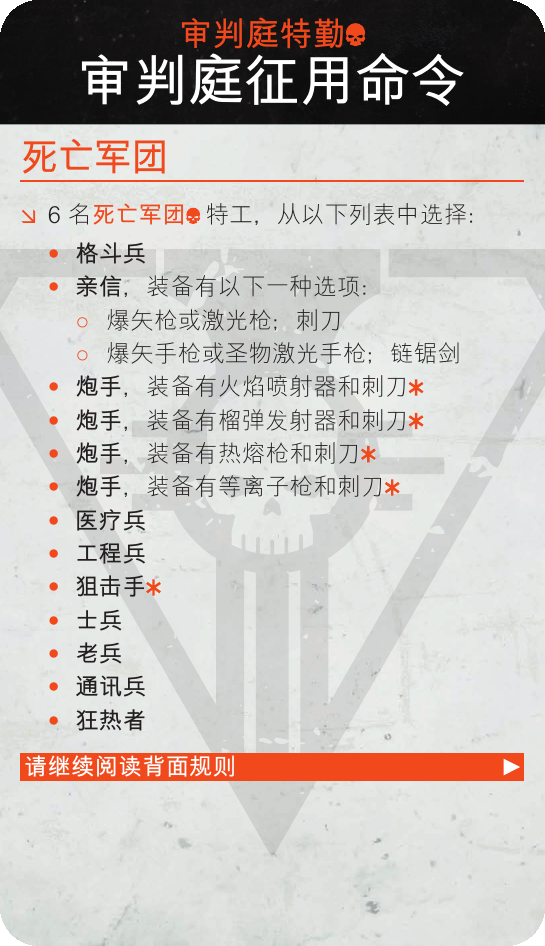 审判庭特勤
审判庭征用命令
死亡军团
6 名死亡军团 特工，从以下列表中选择：
格斗兵
亲信，装备有以下一种选项：
爆矢枪或激光枪；刺刀
爆矢手枪或圣物激光手枪；链锯剑
炮手，装备有火焰喷射器和刺刀*
炮手，装备有榴弹发射器和刺刀*
炮手，装备有热熔枪和刺刀*
炮手，装备有等离子枪和刺刀*
医疗兵
工程兵
狙击手*
士兵
老兵
通讯兵
狂热者
请继续阅读背面规则